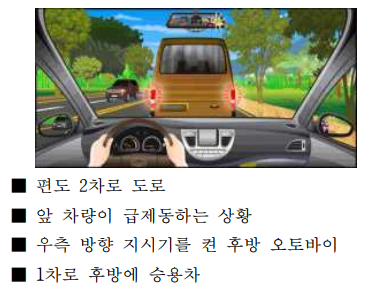 ■ 편도 2차로 도로
■ 앞 차량이 급제동하는 상황
■ 우측 방향 지시기를 켠 후방 오토바이
■ 1차로 후방에 승용차